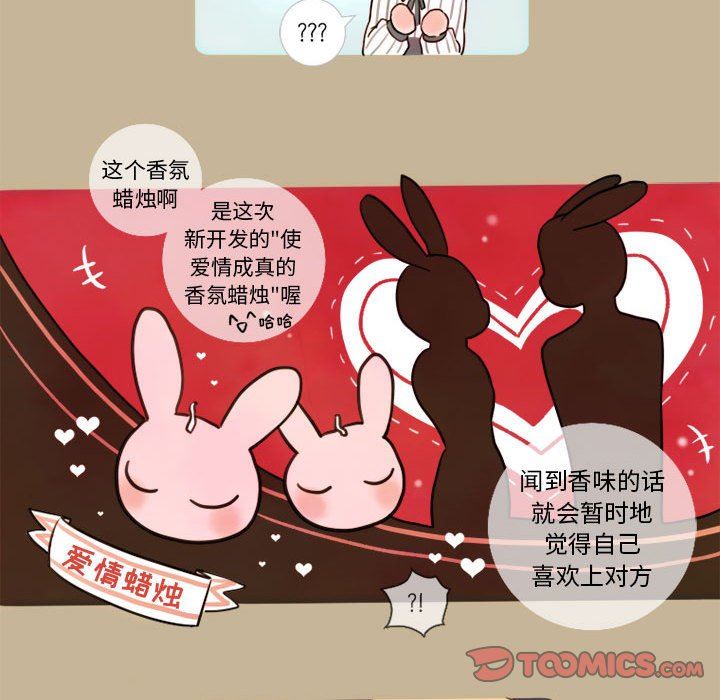 ???
这个香氛
蜡烛啊
是这次
新开发的"使
爱情成真的
香氛蜡烛"喔
哈哈
闻到香味的话
就会暂时地
觉得自己
喜欢上对方
爱情蜡烛
?!
TOOMICS.COM